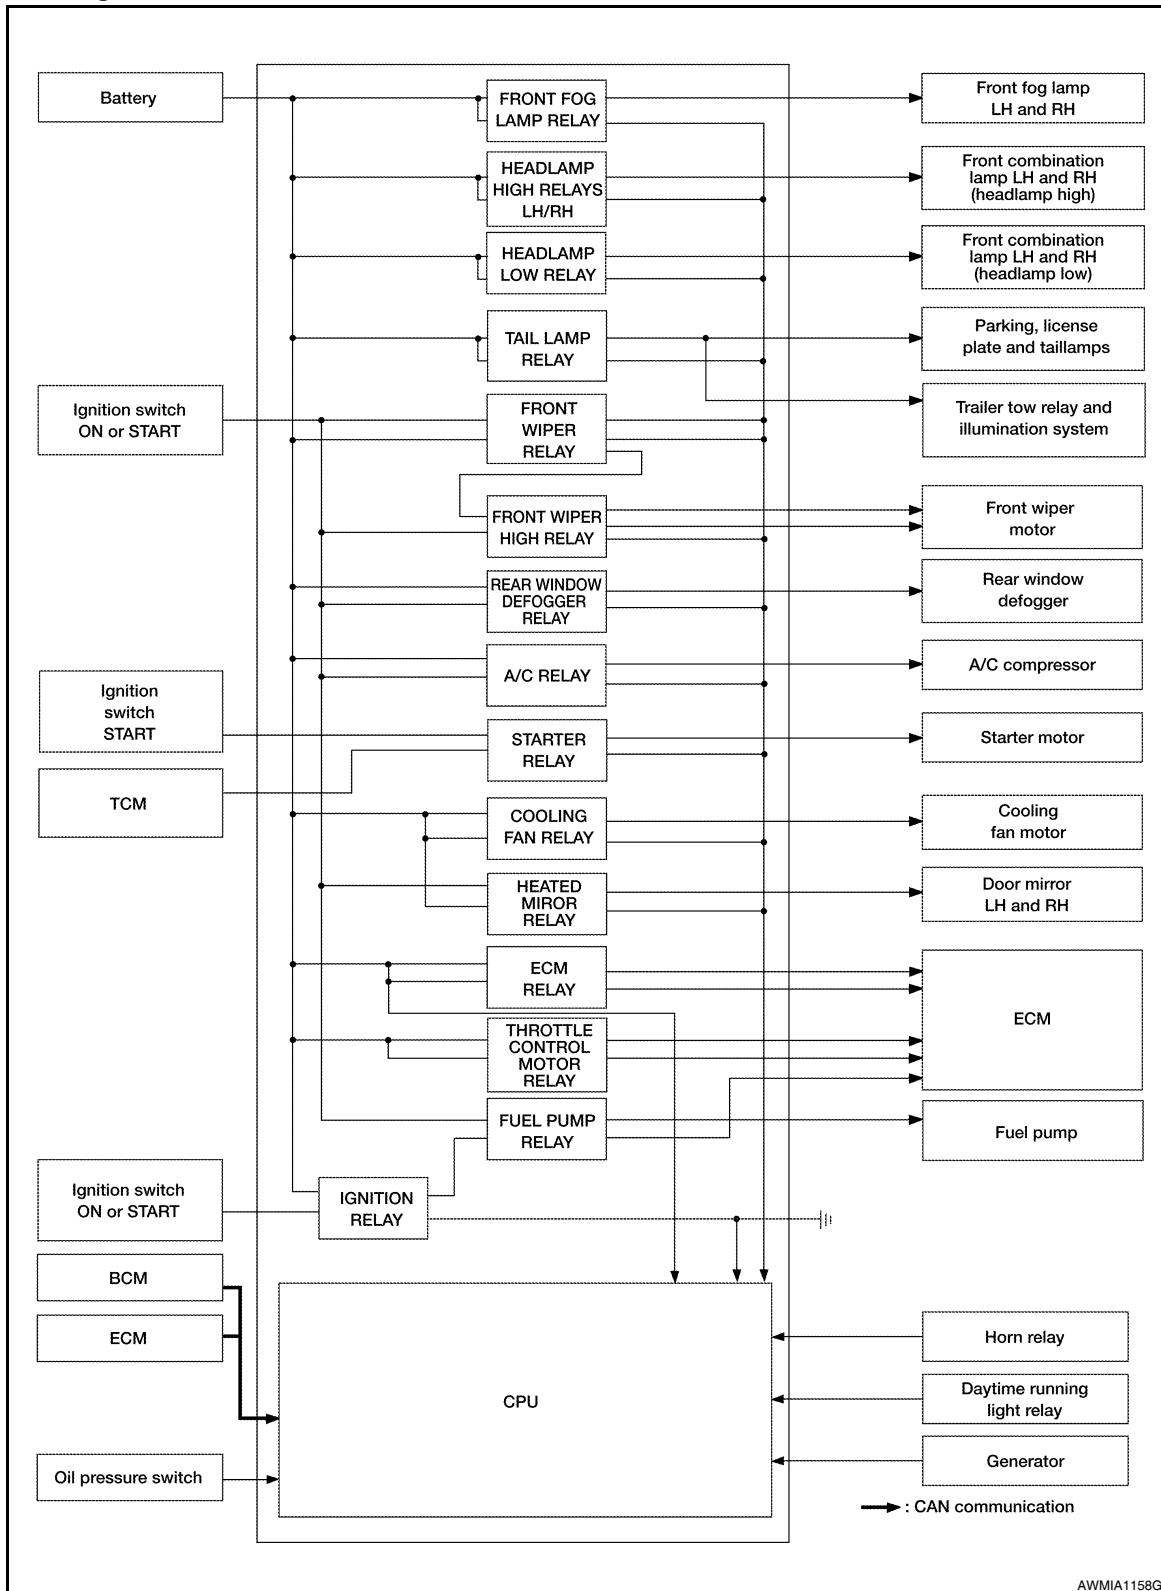 Battery
FRONT FOG
LAMP RELAY
Front fog lamp
LH and RH
HEADLAMP
HIGH RELAYS
LH/RH
Front combination
lamp LH and RH
(headlamp high)
HEADLAMP
LOW RELAY
Front combination
lamp LH and RH
(headlamp low)
TAIL LAMP
RELAY
Parking, license
plate and taillamps
Ignition switch
ON or START
FRONT
WIPER
RELAY
Trailer tow relay and
illumination system
FRONT WIPER
HIGH RELAY
Front wiper
motor
REAR WINDOW
DEFOGGER
RELAY
Rear window
defogger
A/C RELAY
A/C compressor
Ignition
switch
START
STARTER
RELAY
Starter motor
TCM
COOLING
FAN RELAY
Cooling
fan motor
HEATED
MIROR
RELAY
Door mirror
LH and RH
ECM
RELAY
ECM
THROTTLE
CONTROL
MOTOR
RELAY
FUEL PUMP
RELAY
Fuel pump
Ignition switch
ON or START
IGNITION
RELAY
BCM
ECM
Horn relay
CPU
Daytime running
light relay
Oil pressure switch
Generator
: CAN communication
AWMIA1158G